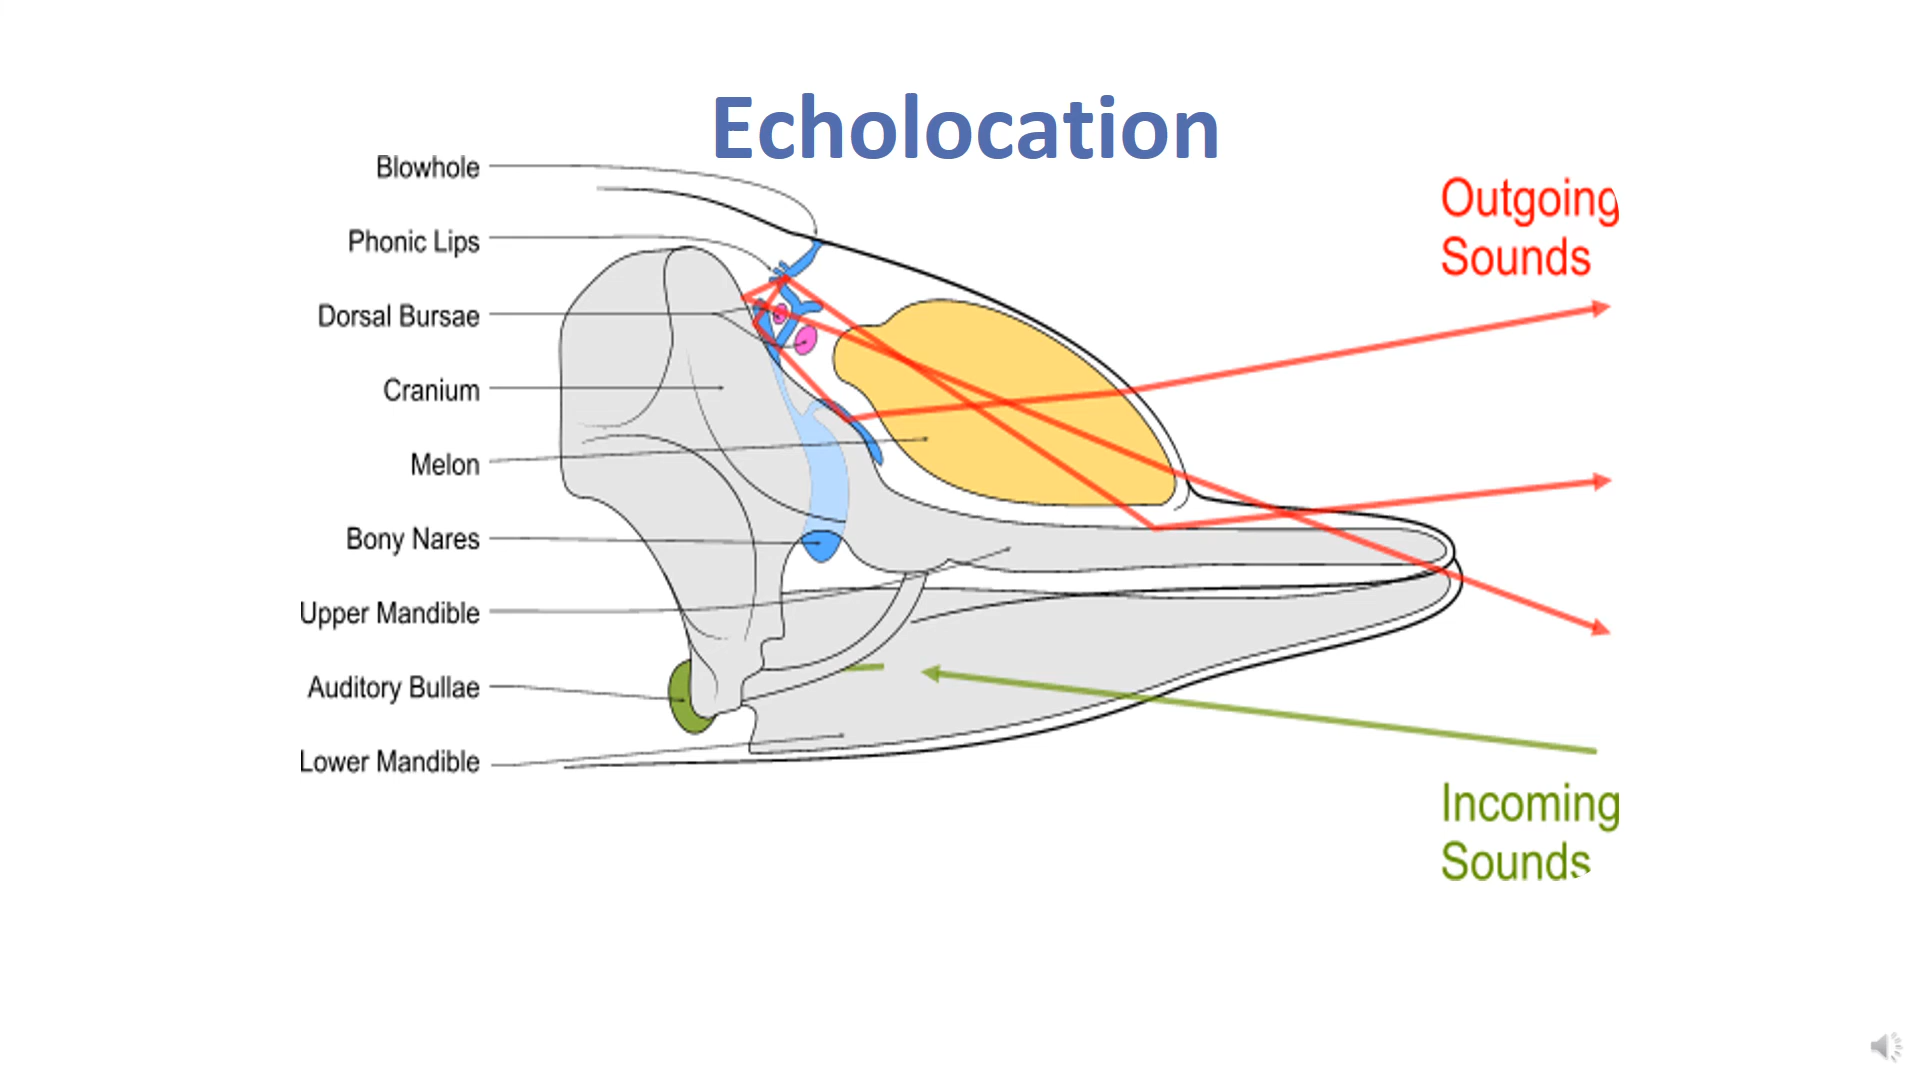 Echolocation
Blowhole
Phonic Lips
Dorsal Bursae
Cranium
Melon
Bony Nares
Upper Mandible
Auditory Bullae
Lower Mandible
Outgoing
Sounds
Incoming
Sounds